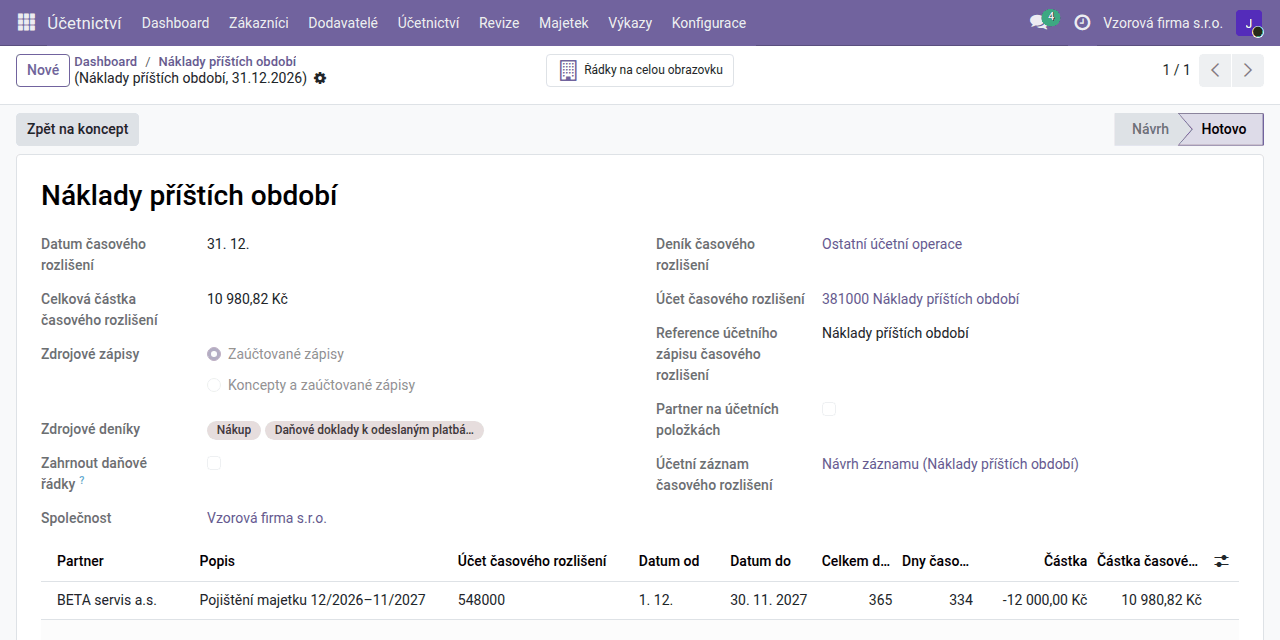 Účetnictví Dashboard Zákazníci Dodavatelé Účetnictví Revize Majetek Výkazy Konfigurace 4 Vzorová firma s.r.o. J
Nové Dashboard / Náklady příštích období
(Náklady příštích období, 31.12.2026)
Řádky na celou obrazovku
1 / 1
Zpět na koncept
Návrh Hotovo
Náklady příštích období
Datum časového rozlišení 31. 12.
Celková částka časového rozlišení 10 980,82 Kč
Zdrojové zápisy Zaúčtované zápisy
Koncepty a zaúčtované zápisy
Zdrojové deníky Nákup Daňové doklady k odeslaným platbá...
Zahrnout daňové řádky ?
Společnost Vzorová firma s.r.o.
Deník časového rozlišení Ostatní účetní operace
Účet časového rozlišení 381000 Náklady příštích období
Reference účetního zápisu časového rozlišení Náklady příštích období
Partner na účetních položkách
Účetní záznam časového rozlišení Návrh záznamu (Náklady příštích období)
Partner Popis Účet časového rozlišení Datum od Datum do Celkem d... Dny časo... Částka Částka časové...
BETA servis a.s. Pojištění majetku 12/2026–11/2027 548000 1. 12. 30. 11. 2027 365 334 -12 000,00 Kč 10 980,82 Kč